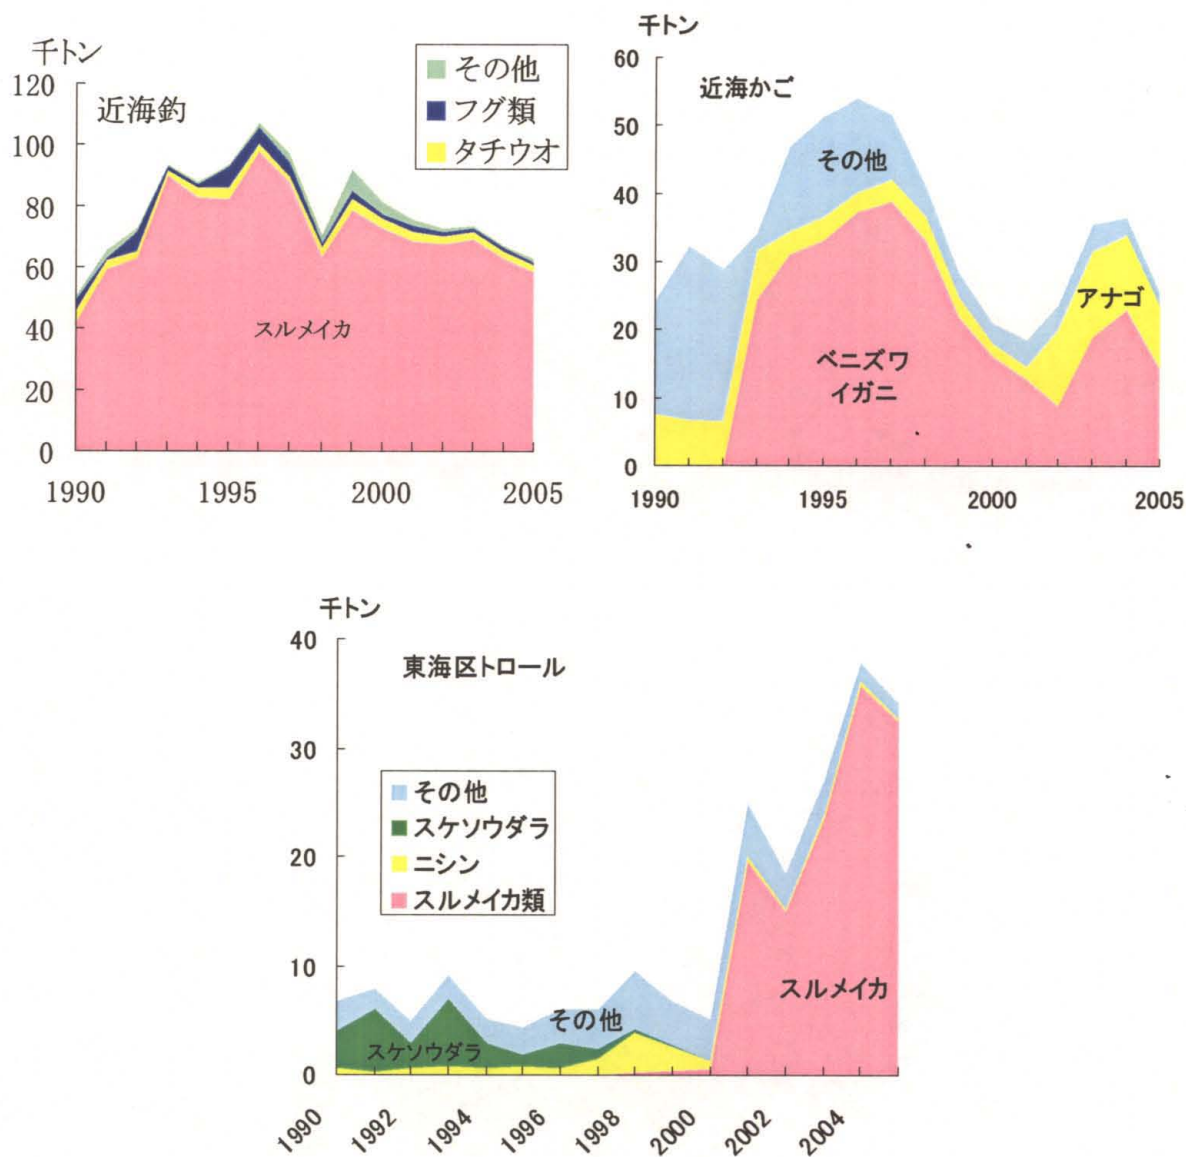 千トン
120
100
80
60
40
20
0
近海釣
その他
フグ類
タチウオ
スルメイカ
1990
1995
2000
2005
千トン
60
50
40
30
20
10
0
近海かご
その他
アナゴ
ベニズワ
イガニ
1990
1995
2000
2005
千トン
40
30
20
10
0
東海区トロール
その他
スケソウダラ
ニシン
スルメイカ類
その他
スケソウダラ
スルメイカ
1990
1992
1994
1996
1998
2000
2002
2004